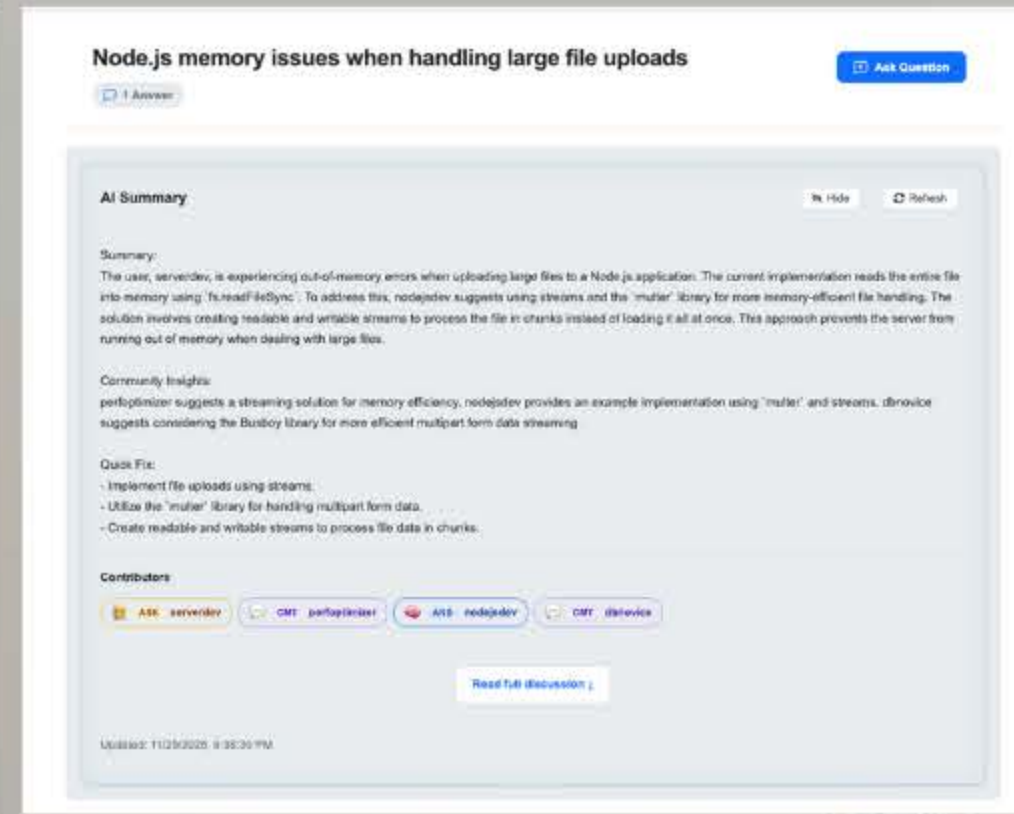 Node.js memory issues when handling large file uploads
Ask Question
1 Answer
AI Summary
Hide
Refresh
Summary:
The user, serverdev, is experiencing out-of-memory errors when uploading large files to a Node.js application. The current implementation reads the entire file
into memory using `fs.readFileSync`. To address this, nodejsdev suggests using streams and the `multer` library for more memory-efficient file handling. The
solution involves creating readable and writable streams to process the file in chunks instead of loading it all at once. This approach prevents the server from
running out of memory when dealing with large files.
Community Insights:
perfoptimizer suggests a streaming solution for memory efficiency, nodejsdev provides an example implementation using `multer` and streams. dbnovice
suggests considering the Busboy library for more efficient multipart form data streaming
Quick Fix:
- Implement file uploads using streams.
- Utilize the `multer` library for handling multipart form data.
- Create readable and writable streams to process file data in chunks.
Contributors
ASK serverdev
CMT perfoptimizer
ANS nodejsdev
CMT dbnovice
Read full discussion ↓
Updated: PM